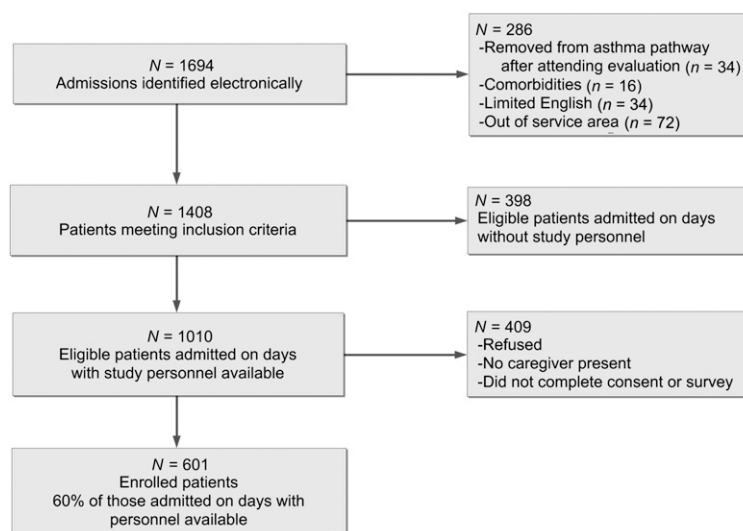 N = 1694
Admissions identified electronically
N = 286
-Removed from asthma pathway
after attending evaluation (n = 34)
-Comorbidities (n = 16)
-Limited English (n = 34)
-Out of service area (n = 72)
N = 1408
Patients meeting inclusion criteria
N = 398
Eligible patients admitted on days
without study personnel
N = 1010
Eligible patients admitted on days
with study personnel available
N = 409
-Refused
-No caregiver present
-Did not complete consent or survey
N = 601
Enrolled patients
60% of those admitted on days with
personnel available